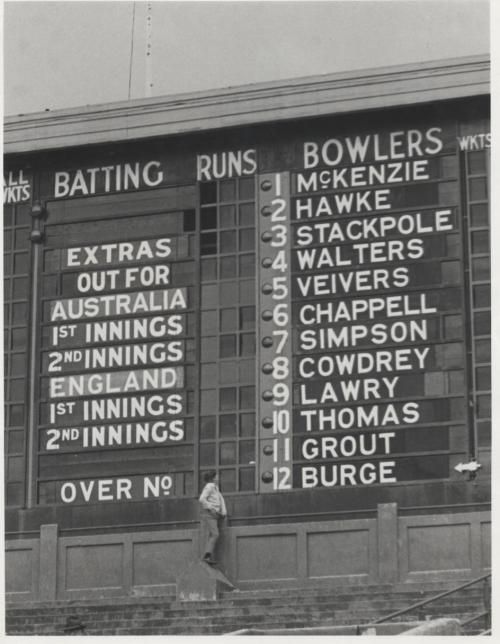 ALL WKTS
BATTING
RUNS
BOWLERS
WKTS
EXTRAS
OUT FOR
AUSTRALIA
1ST INNINGS
2ND INNINGS
ENGLAND
1ST INNINGS
2ND INNINGS
OVER NO
1 McKENZIE
2 HAWKE
3 STACKPOLE
4 WALTERS
5 VEIVERS
6 CHAPPELL
7 SIMPSON
8 COWDREY
9 LAWRY
10 THOMAS
11 GROUT
12 BURGE